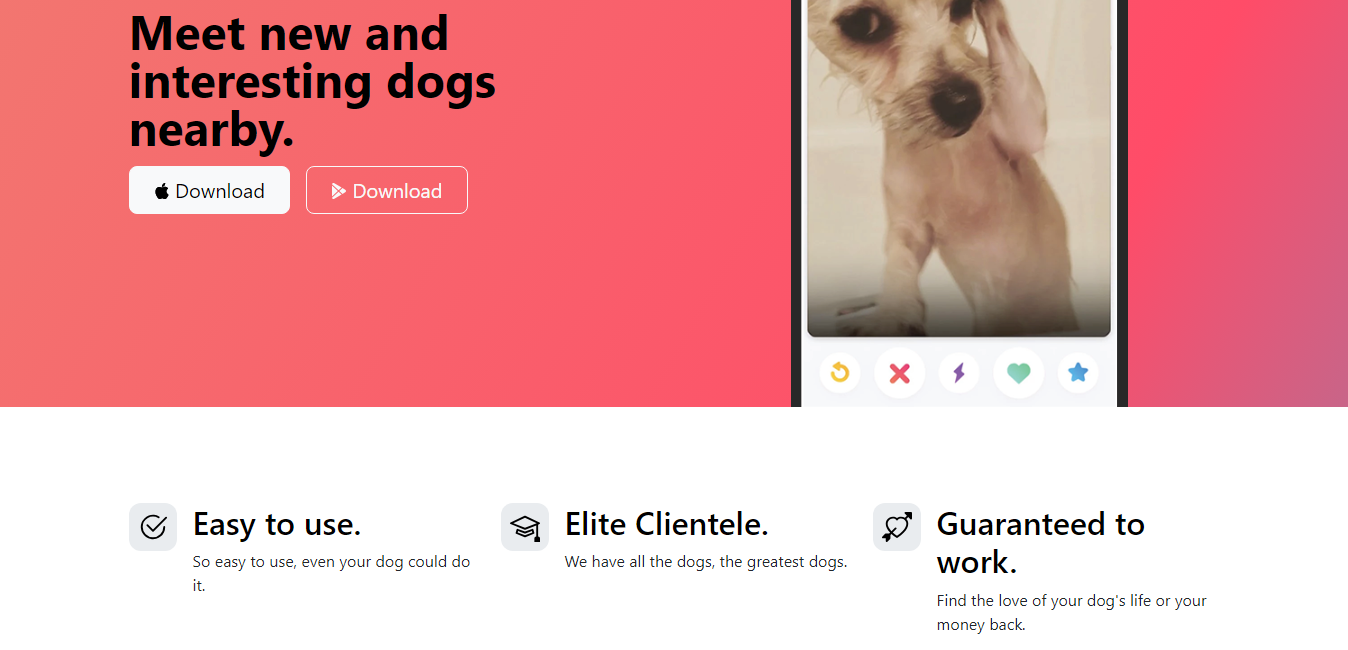 Meet new and
interesting dogs
nearby.
Download
Download
Easy to use.
So easy to use, even your dog could do
it.
Elite Clientele.
We have all the dogs, the greatest dogs.
Guaranteed to
work.
Find the love of your dog's life or your
money back.